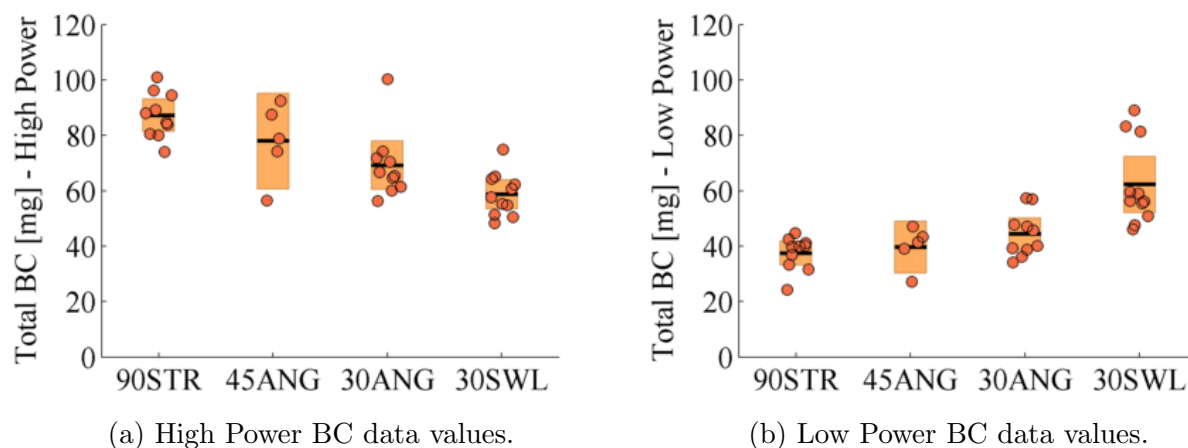 Total BC [mg] - High Power
120
100
80
60
40
20
0
90STR 45ANG 30ANG 30SWL
(a) High Power BC data values.
Total BC [mg] - Low Power
120
100
80
60
40
20
0
90STR 45ANG 30ANG 30SWL
(b) Low Power BC data values.